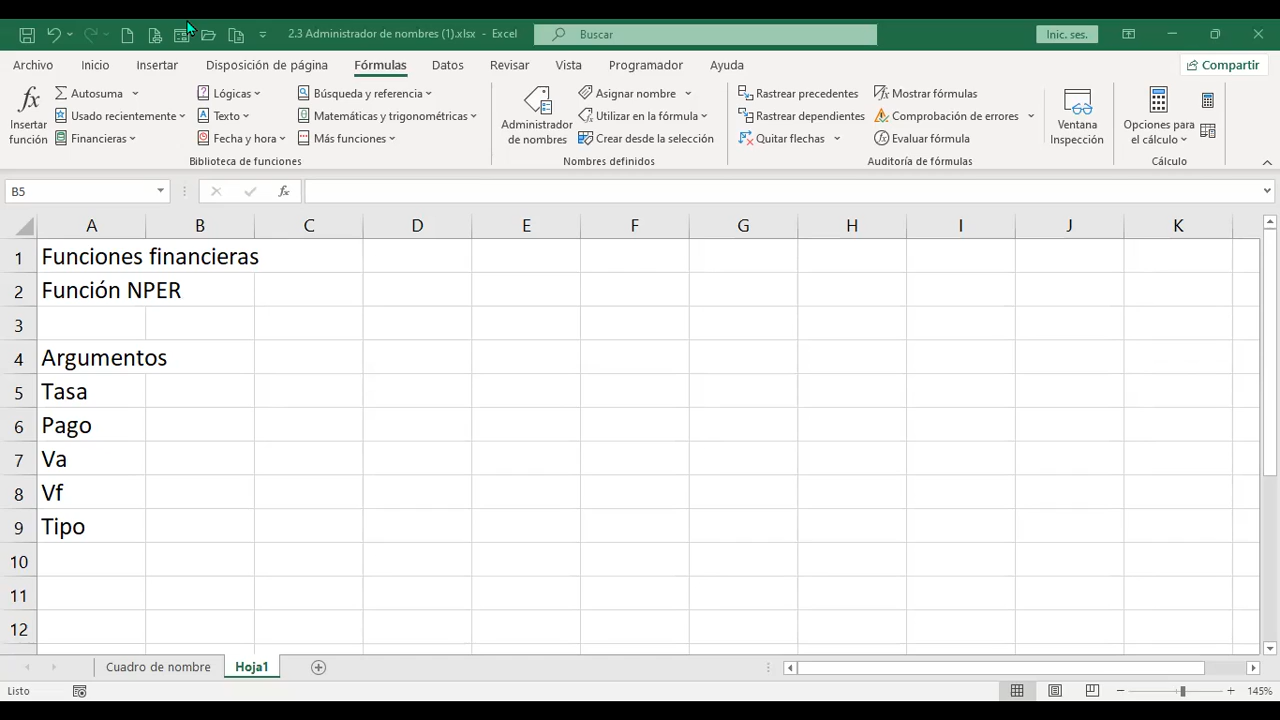 2.3 Administrador de nombres (1).xlsx - Excel
Buscar
Inic. ses.
Archivo Inicio Insertar Disposición de página Fórmulas Datos Revisar Vista Programador Ayuda
Compartir
fx
Insertar función
Autosuma
Usado recientemente
Financieras
Lógicas
Texto
Fecha y hora
Búsqueda y referencia
Matemáticas y trigonométricas
Más funciones
Biblioteca de funciones
Administrador de nombres
Asignar nombre
Utilizar en la fórmula
Crear desde la selección
Nombres definidos
Rastrear precedentes
Rastrear dependientes
Quitar flechas
Mostrar fórmulas
Comprobación de errores
Evaluar fórmula
Auditoría de fórmulas
Ventana Inspección
Opciones para el cálculo
Cálculo
B5
fx
A B C D E F G H I J K
1 Funciones financieras
2 Función NPER
3
4 Argumentos
5 Tasa
6 Pago
7 Va
8 Vf
9 Tipo
10
11
12
Cuadro de nombre Hoja1
Listo
145%